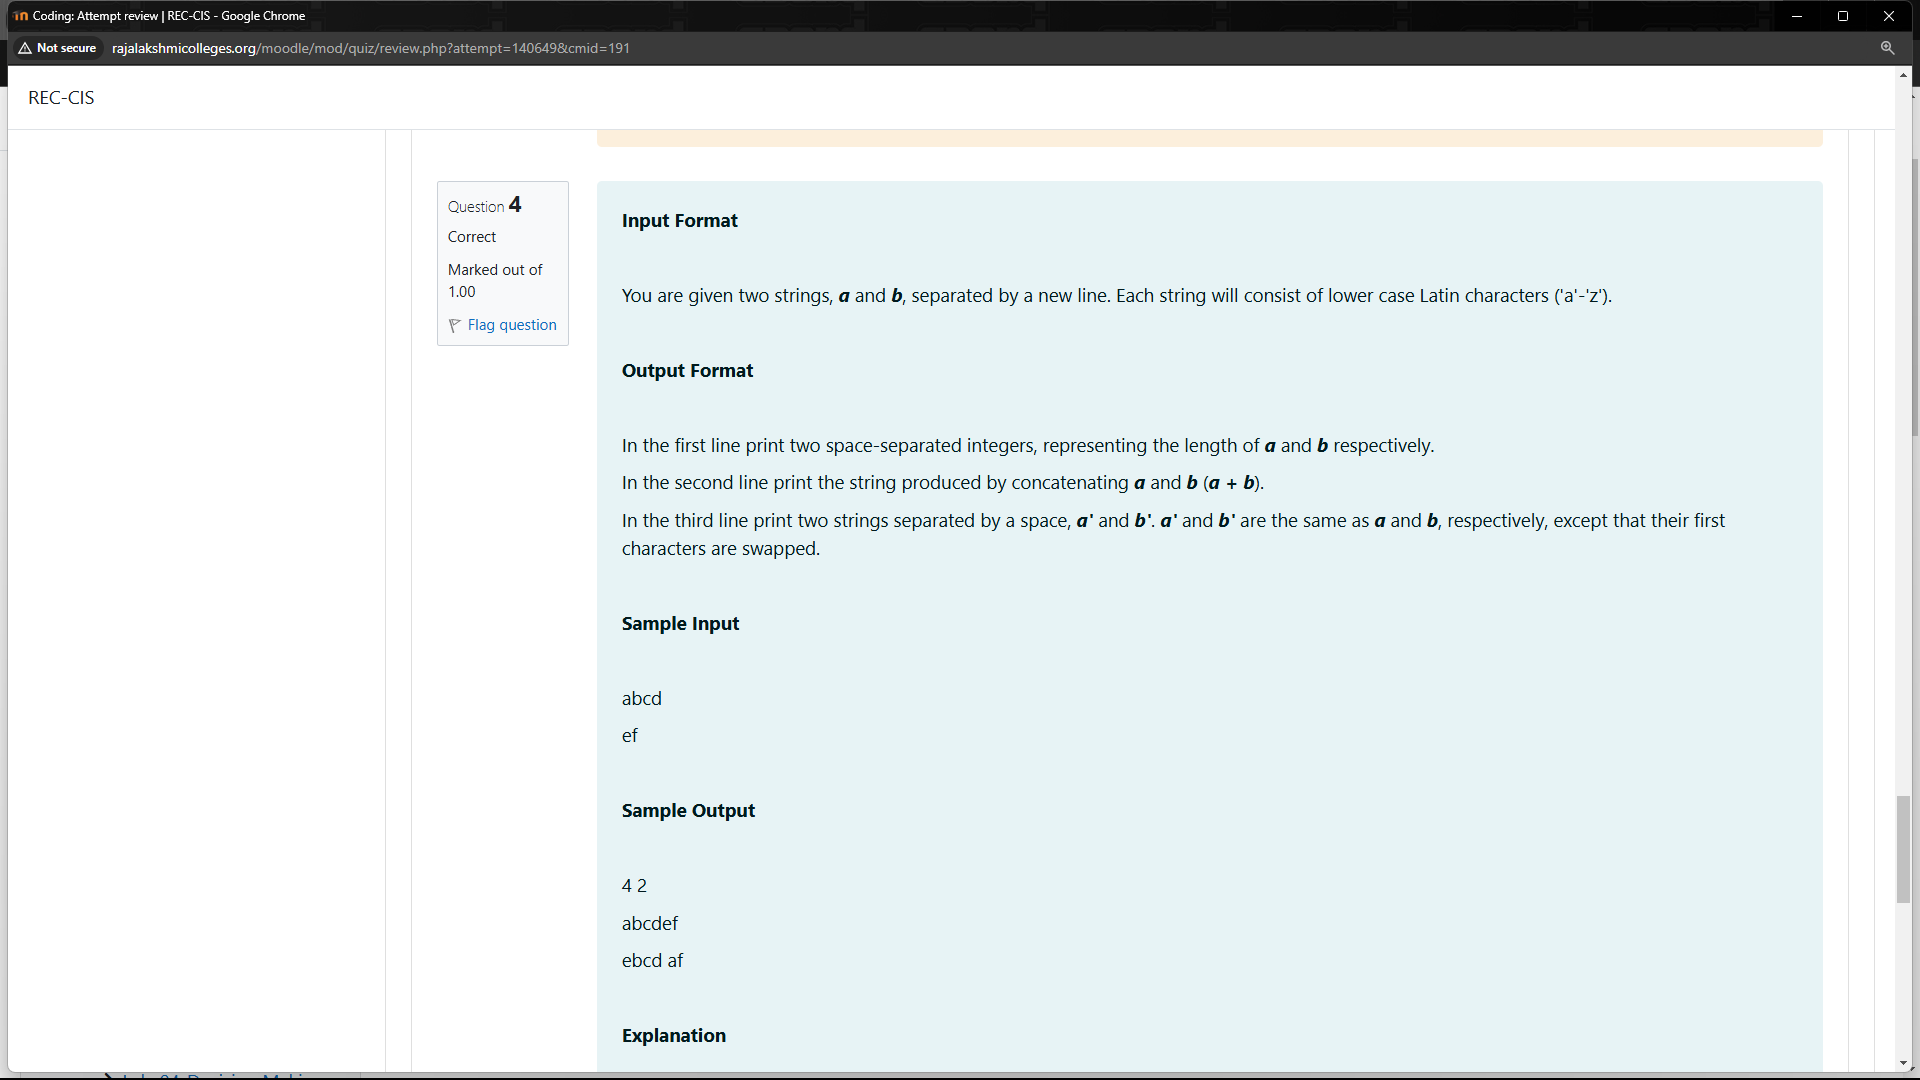 Coding: Attempt review | REC-CIS - Google Chrome
Not secure rajalakshmicolleges.org/moodle/mod/quiz/review.php?attempt=140649&cmid=191
REC-CIS
Question 4
Correct
Marked out of
1.00
Flag question
Input Format
You are given two strings, a and b, separated by a new line. Each string will consist of lower case Latin characters ('a'-'z').
Output Format
In the first line print two space-separated integers, representing the length of a and b respectively.
In the second line print the string produced by concatenating a and b (a + b).
In the third line print two strings separated by a space, a' and b'. a' and b' are the same as a and b, respectively, except that their first
characters are swapped.
Sample Input
abcd
ef
Sample Output
4 2
abcdef
ebcd af
Explanation